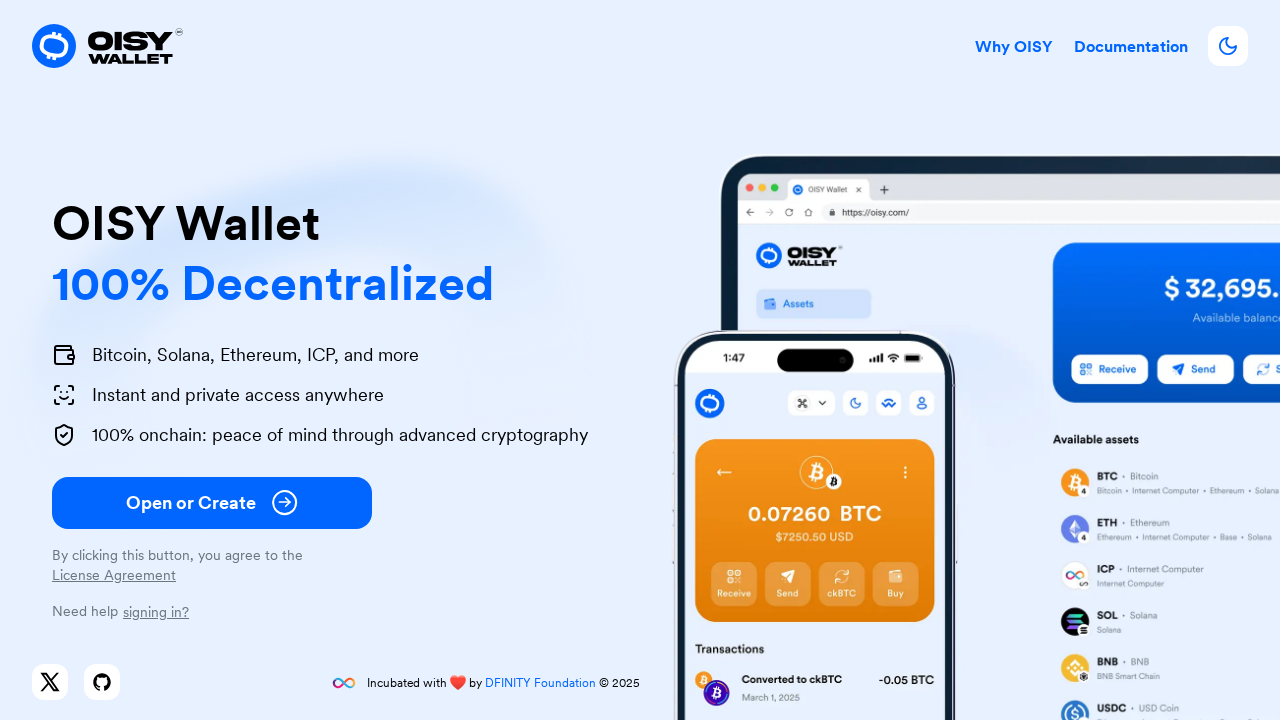 OISY
WALLET
Why OISY
Documentation
OISY Wallet
100% Decentralized
Bitcoin, Solana, Ethereum, ICP, and more
Instant and private access anywhere
100% onchain: peace of mind through advanced cryptography
Open or Create
By clicking this button, you agree to the
License Agreement
Need help signing in?
Incubated with ❤️ by DFINITY Foundation © 2025
OISY Wallet
https://oisy.com/
OISY
WALLET
Assets
$ 32,695.
Available balanc
Receive
Send
Available assets
BTC • Bitcoin
Bitcoin • Internet Computer • Ethereum • Solana
ETH • Ethereum
Ethereum • Internet Computer • Base • Solana
ICP • Internet Computer
Internet Computer
SOL • Solana
Solana
BNB • BNB
BNB Smart Chain
USDC • USD Coin
Bitcoin • Internet Computer • Ethereum • Solana
1:47
0.07260 BTC
$7250.50 USD
Receive
Send
ckBTC
Buy
Transactions
Converted to ckBTC
-0.05 BTC
March 1, 2025